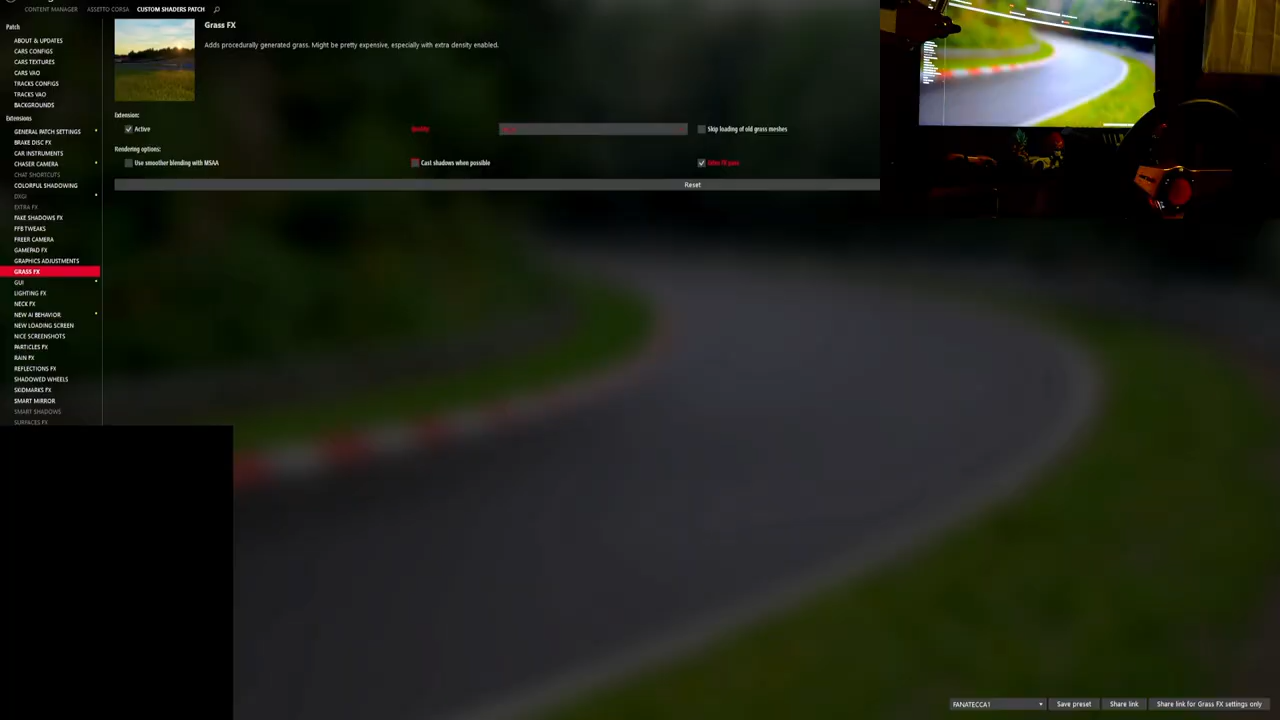 CONTENT MANAGER
ASSETTO CORSA
CUSTOM SHADERS PATCH
Patch
ABOUT & UPDATES
CARS CONFIGS
CARS TEXTURES
CARS VAO
TRACKS CONFIGS
TRACKS VAO
BACKGROUNDS
Extensions
GENERAL PATCH SETTINGS
BRAKE DISC FX
CAR INSTRUMENTS
CHASER CAMERA
CHAT SHORTCUTS
COLORFUL SHADOWING
DXGI
EXTRA FX
FAKE SHADOWS FX
FFB TWEAKS
FREER CAMERA
GAMEPAD FX
GRAPHICS ADJUSTMENTS
GRASS FX
GUI
LIGHTING FX
NECK FX
NEW AI BEHAVIOR
NEW LOADING SCREEN
NICE SCREENSHOTS
PARTICLES FX
RAIN FX
REFLECTIONS FX
SHADOWED WHEELS
SKIDMARKS FX
SMART MIRROR
SMART SHADOWS
SURFACES FX
Grass FX
Adds procedurally generated grass. Might be pretty expensive, especially with extra density enabled.
Extension:
Active
Quality
Skip loading of old grass meshes
Rendering options:
Use smoother blending with MSAA
Cast shadows when possible
Extra FX pass
Reset
FANATECCA1
Save preset
Share link
Share link for Grass FX settings only